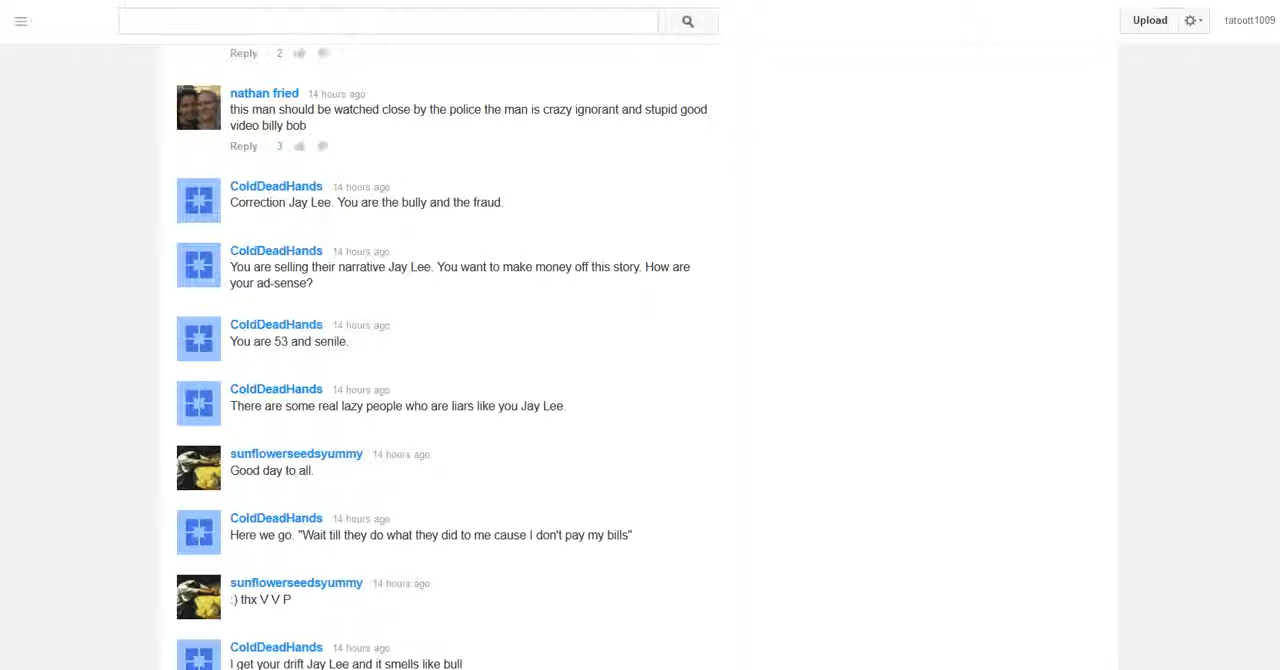 Upload
tatoott1009
Reply 2
nathan fried 14 hours ago
this man should be watched close by the police the man is crazy ignorant and stupid good
video billy bob
Reply 3
ColdDeadHands 14 hours ago
Correction Jay Lee. You are the bully and the fraud.
ColdDeadHands 14 hours ago
You are selling their narrative Jay Lee. You want to make money off this story. How are
your ad-sense?
ColdDeadHands 14 hours ago
You are 53 and senile.
ColdDeadHands 14 hours ago
There are some real lazy people who are liars like you Jay Lee.
sunflowerseedsyummy 14 hours ago
Good day to all.
ColdDeadHands 14 hours ago
Here we go. "Wait till they do what they did to me cause I don't pay my bills"
sunflowerseedsyummy 14 hours ago
:) thx V V P
ColdDeadHands 14 hours ago
I get your drift Jay Lee and it smells like bull